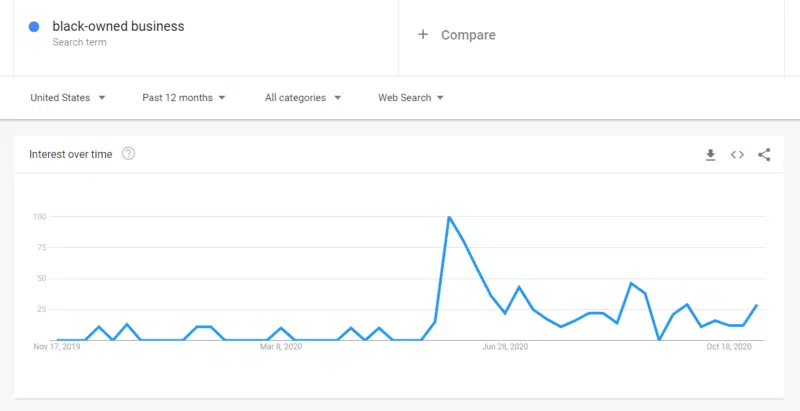 black-owned business
Search term
+ Compare
United States
Past 12 months
All categories
Web Search
Interest over time
100
75
50
25
Nov 17, 2019
Mar 8, 2020
Jun 28, 2020
Oct 18, 2020